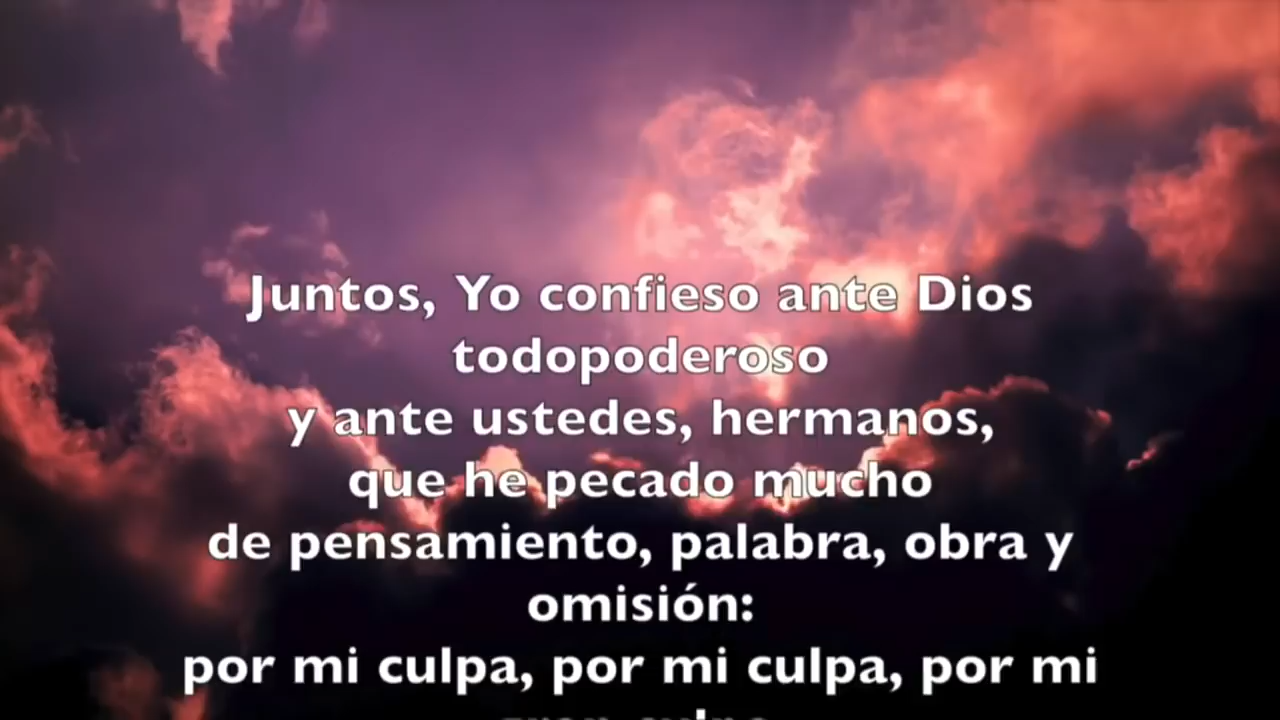 Juntos, Yo confieso ante Dios
todopoderoso
y ante ustedes, hermanos,
que he pecado mucho
de pensamiento, palabra, obra y
omisión:
por mi culpa, por mi culpa, por mi